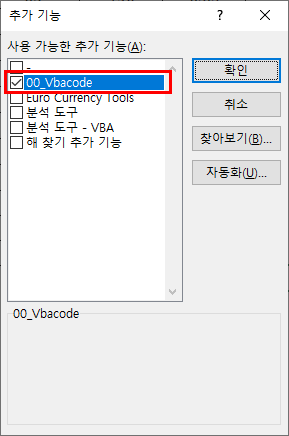 추가 기능
사용 가능한 추가 기능(A):
-
00_Vbacode
Euro Currency Tools
분석 도구
분석 도구 - VBA
해 찾기 추가 기능
확인
취소
찾아보기(B)...
자동화(U)...
00_Vbacode